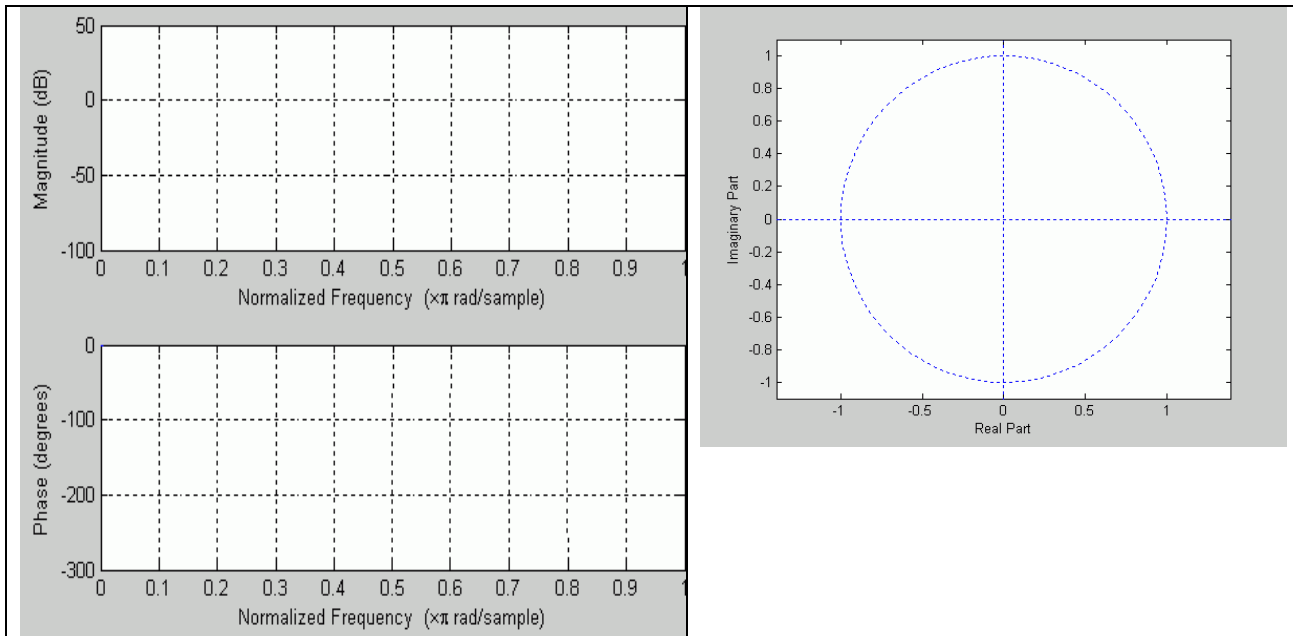 50
0
-50
-100
Magnitude (dB)
0 0.1 0.2 0.3 0.4 0.5 0.6 0.7 0.8 0.9 1
Normalized Frequency (×π rad/sample)
0
-100
-200
-300
Phase (degrees)
0 0.1 0.2 0.3 0.4 0.5 0.6 0.7 0.8 0.9 1
Normalized Frequency (×π rad/sample)
1
0.8
0.6
0.4
0.2
0
-0.2
-0.4
-0.6
-0.8
-1
Imaginary Part
-1 -0.5 0 0.5 1
Real Part